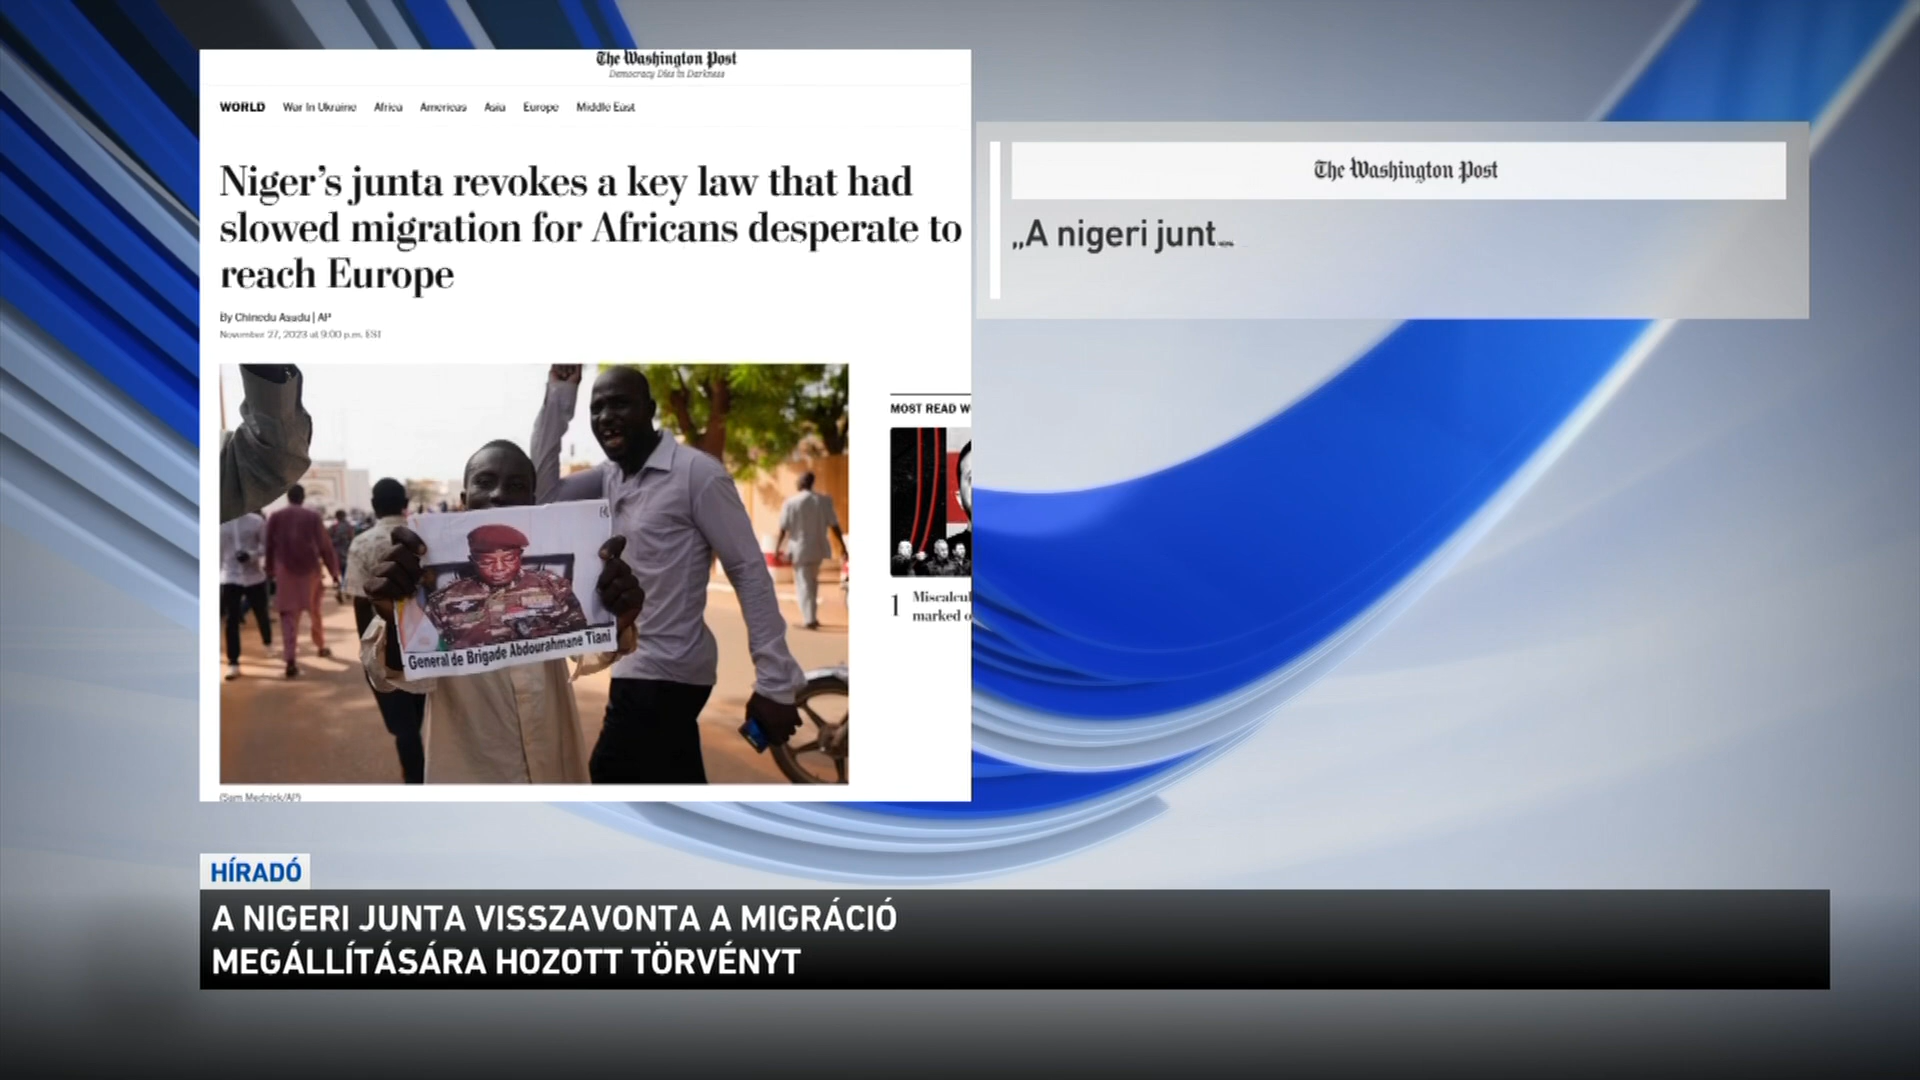 The Washington Post
Democracy Dies in Darkness
WORLD War In Ukraine Africa Americas Asia Europe Middle East
Niger's junta revokes a key law that had
slowed migration for Africans desperate to
reach Europe
By Chinedu Asadu | AP
November 27, 2023 at 9:00 p.m. EST
General de Brigade Abdourahmane Tiani
(Sam Mednick/AP)
MOST READ W
1 Miscalcul
marked o
The Washington Post
„A nigeri junt
HÍRADÓ
A NIGERI JUNTA VISSZAVONTA A MIGRÁCIÓ
MEGÁLLÍTÁSÁRA HOZOTT TÖRVÉNYT